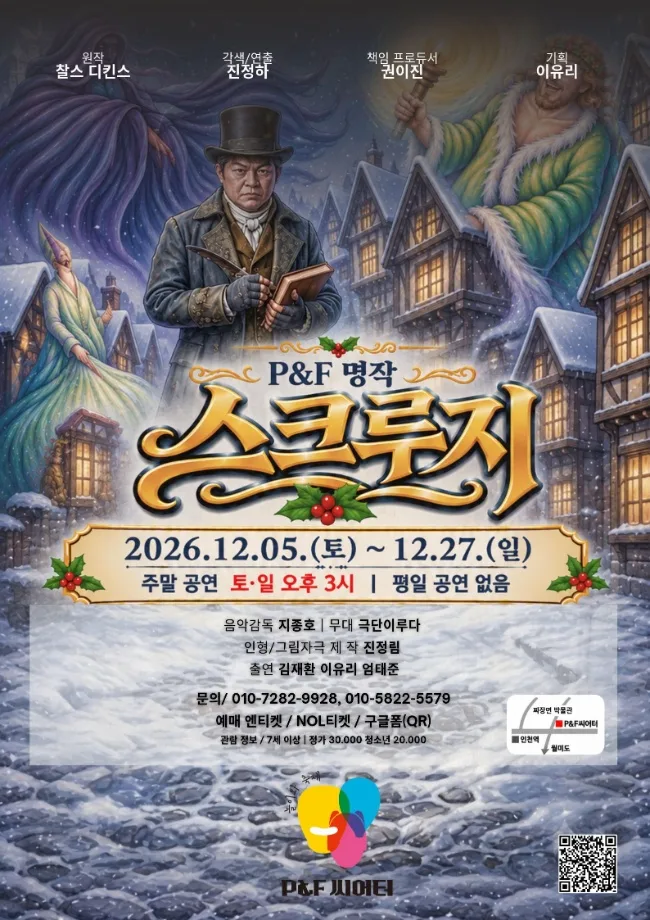 원작 각색/연출 책임 프로듀서 기획
찰스 디킨스 진정하 권이진 이유리
P&F 명작
스크루지
2026.12.05.(토) ~ 12.27.(일)
주말 공연 토·일 오후 3시 | 평일 공연 없음
음악감독 지종호 | 무대 극단이루다
인형/그림자극 제 작 진정림
출연 김재환 이유리 엄태준
문의/ 010-7282-9928, 010-5822-5579
예매 엔티켓 / NOL티켓 / 구글폼(QR)
관람 정보 / 7세 이상 | 정가 30.000 청소년 20.000
짜장면 박물관
P&F씨어터
인천역
월미도
P&F 씨어터